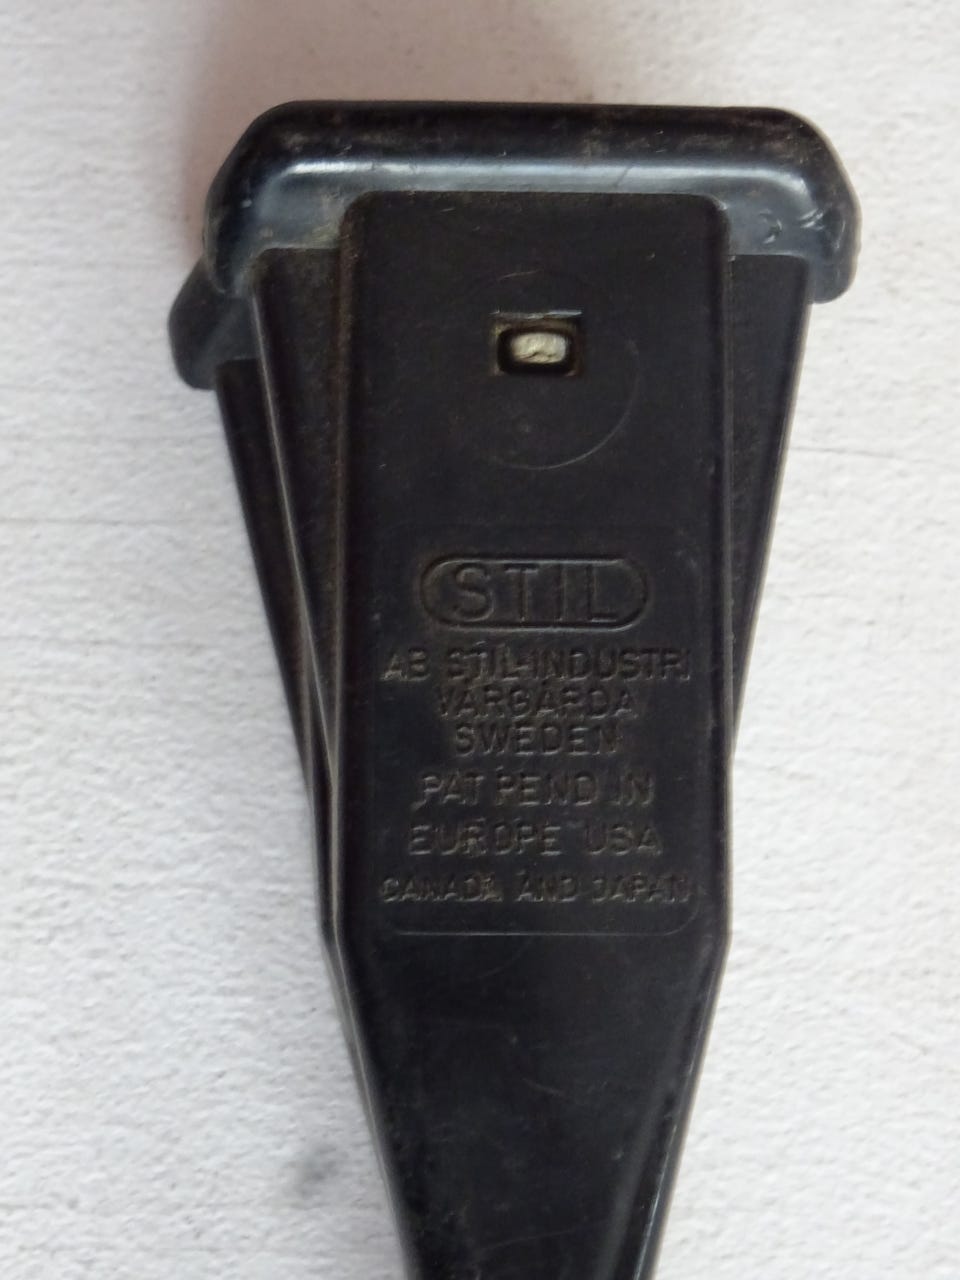 STIL
AB STIL-INDUSTRI
VARGARDA
SWEDEN
PAT PEND IN
EUROPE USA
CANADA AND JAPAN